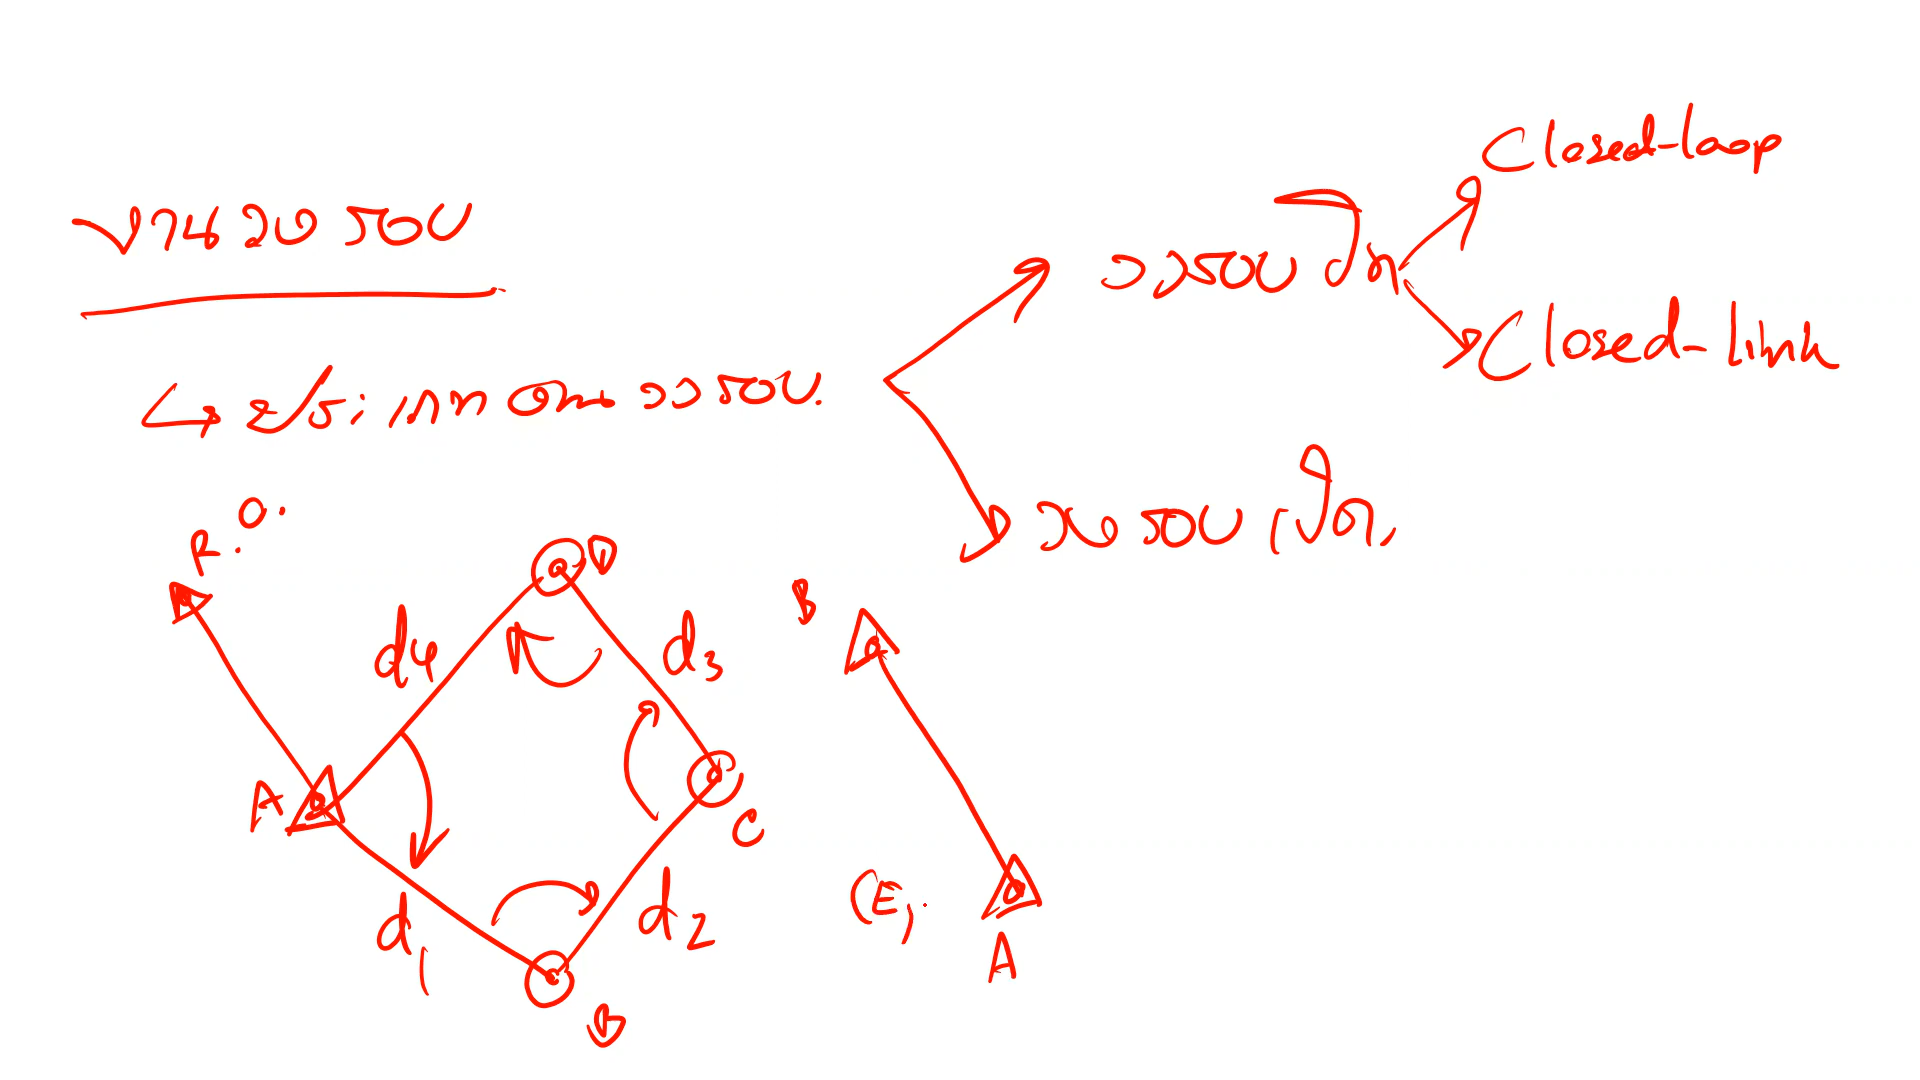 งานวงรอบ
Closed-loop
วงรอบปิด
Closed-link
↳ ประเภทของวงรอบ.
วงรอบเปิด
R.O.
D
B
d4
d3
A
C
(E,
d1
d2
A
B